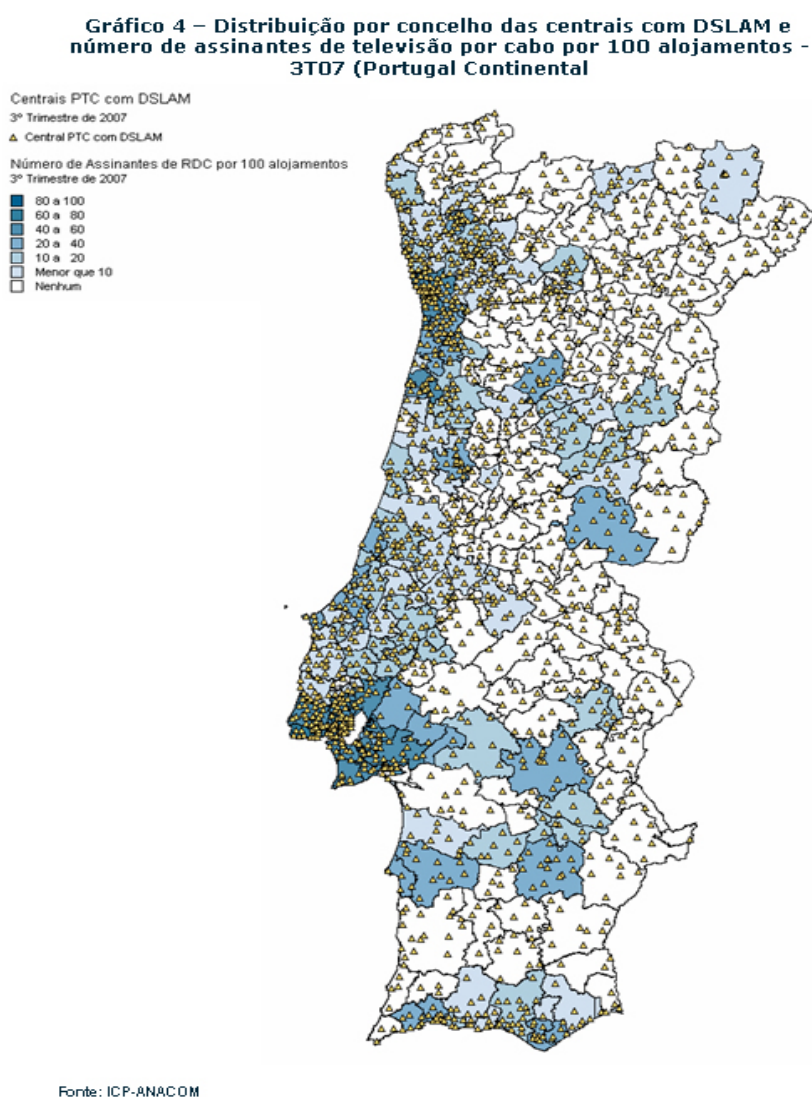 Gráfico 4 – Distribuição por concelho das centrais com DSLAM e
número de assinantes de televisão por cabo por 100 alojamentos -
3T07 (Portugal Continental
Centrais PTC com DSLAM
3º Trimestre de 2007
Central PTC com DSLAM
Número de Assinantes de RDC por 100 alojamentos
3º Trimestre de 2007
80 a 100
60 a 80
40 a 60
20 a 40
10 a 20
Menor que 10
Nenhum
Fonte: ICP-ANACOM